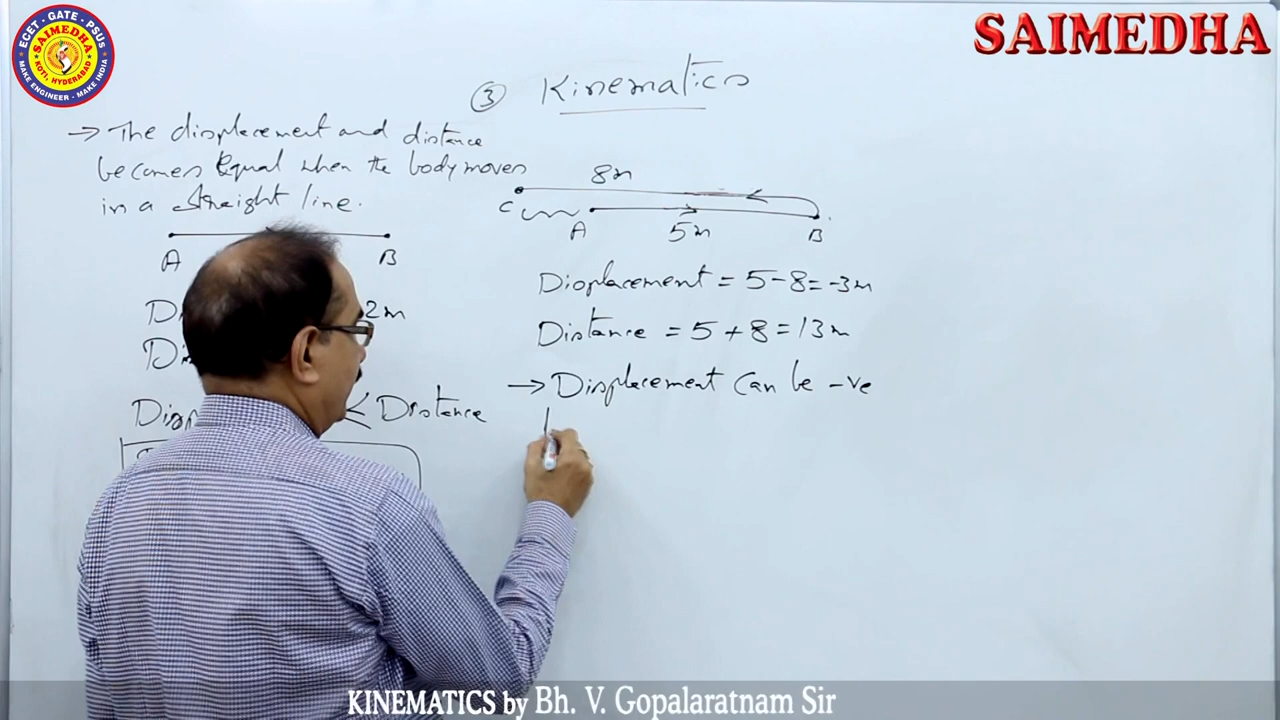 ECET - GATE - PSUS
SAIMEDHA
KOTI, HYDERABAD
MAKE ENGINEER - MAKE INDIA
SAIMEDHA
③ Kinematics
→ The displacement and distance
becomes Equal when the body moves
in a straight line.
A B
8m
C A 5m B
Displacement = 5 - 8 = -3m
Distance = 5 + 8 = 13m
→ Displacement can be -ve
2m
< Distance
KINEMATICS by Bh. V. Gopalaratnam Sir